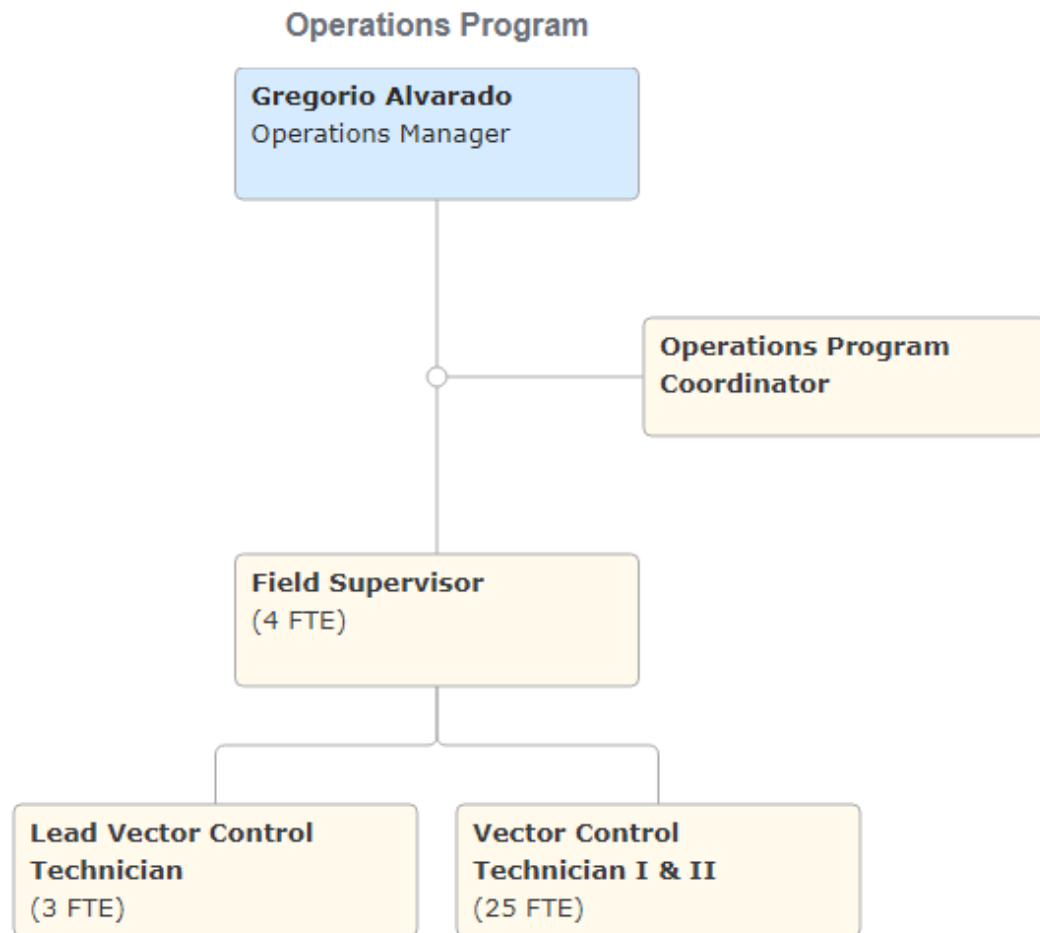 Operations Program
Gregorio Alvarado
Operations Manager
Operations Program
Coordinator
Field Supervisor
(4 FTE)
Lead Vector Control
Technician
(3 FTE)
Vector Control
Technician I & II
(25 FTE)